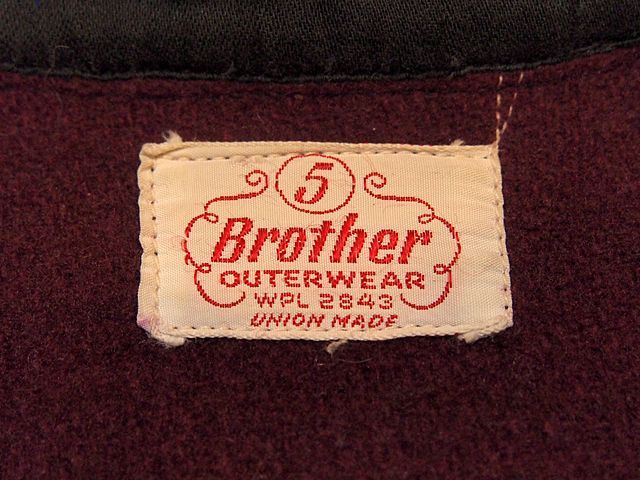 5
Brother
OUTERWEAR
WPL 2843
UNION MADE